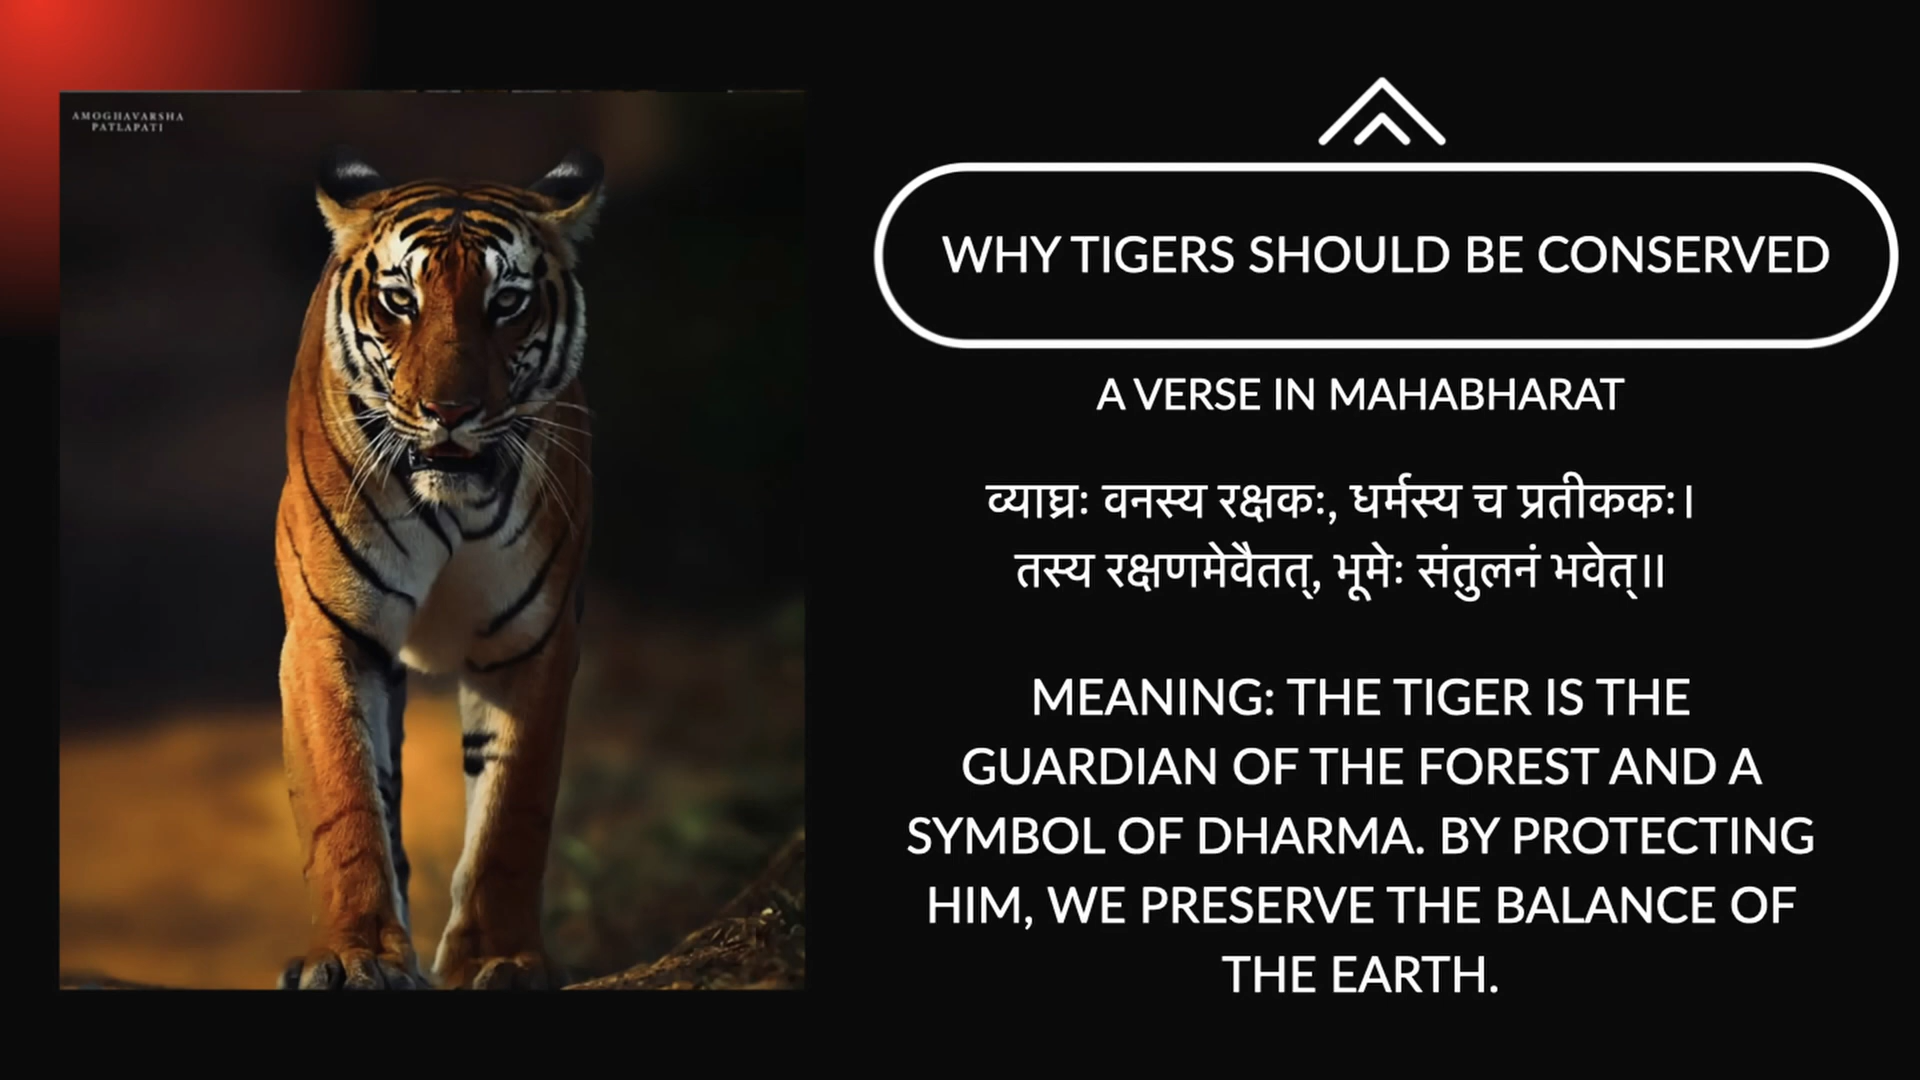 AMOGHAVARSHA
PATLAPATI
WHY TIGERS SHOULD BE CONSERVED
A VERSE IN MAHABHARAT
व्याघ्रः वनस्य रक्षकः, धर्मस्य च प्रतीककः।
तस्य रक्षणमेवैतत्, भूमेः संतुलनं भवेत्॥
MEANING: THE TIGER IS THE
GUARDIAN OF THE FOREST AND A
SYMBOL OF DHARMA. BY PROTECTING
HIM, WE PRESERVE THE BALANCE OF
THE EARTH.